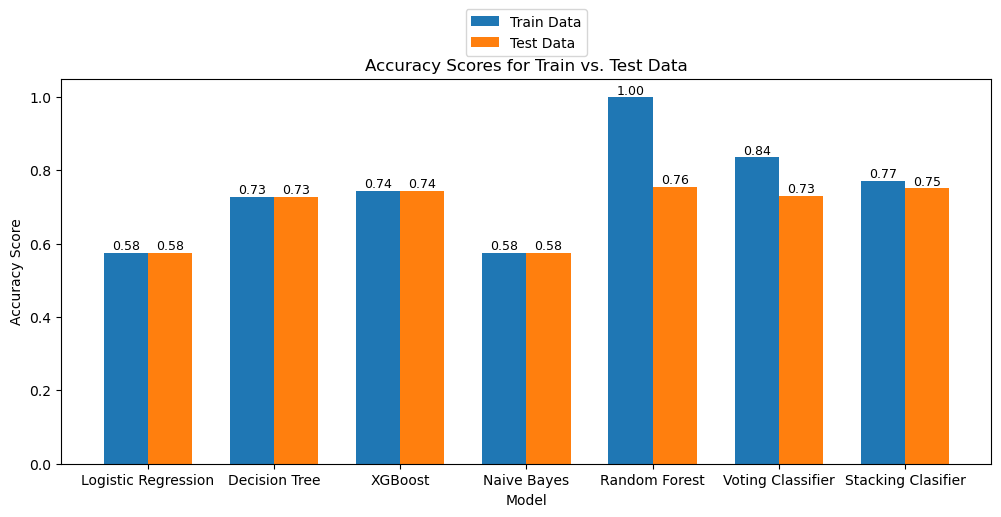 Train Data
Test Data
Accuracy Scores for Train vs. Test Data
Accuracy Score
1.0
0.8
0.6
0.4
0.2
0.0
0.58 0.58
0.73 0.73
0.74 0.74
0.58 0.58
1.00 0.76
0.84 0.73
0.77 0.75
Logistic Regression Decision Tree XGBoost Naive Bayes Random Forest Voting Classifier Stacking Clasifier
Model